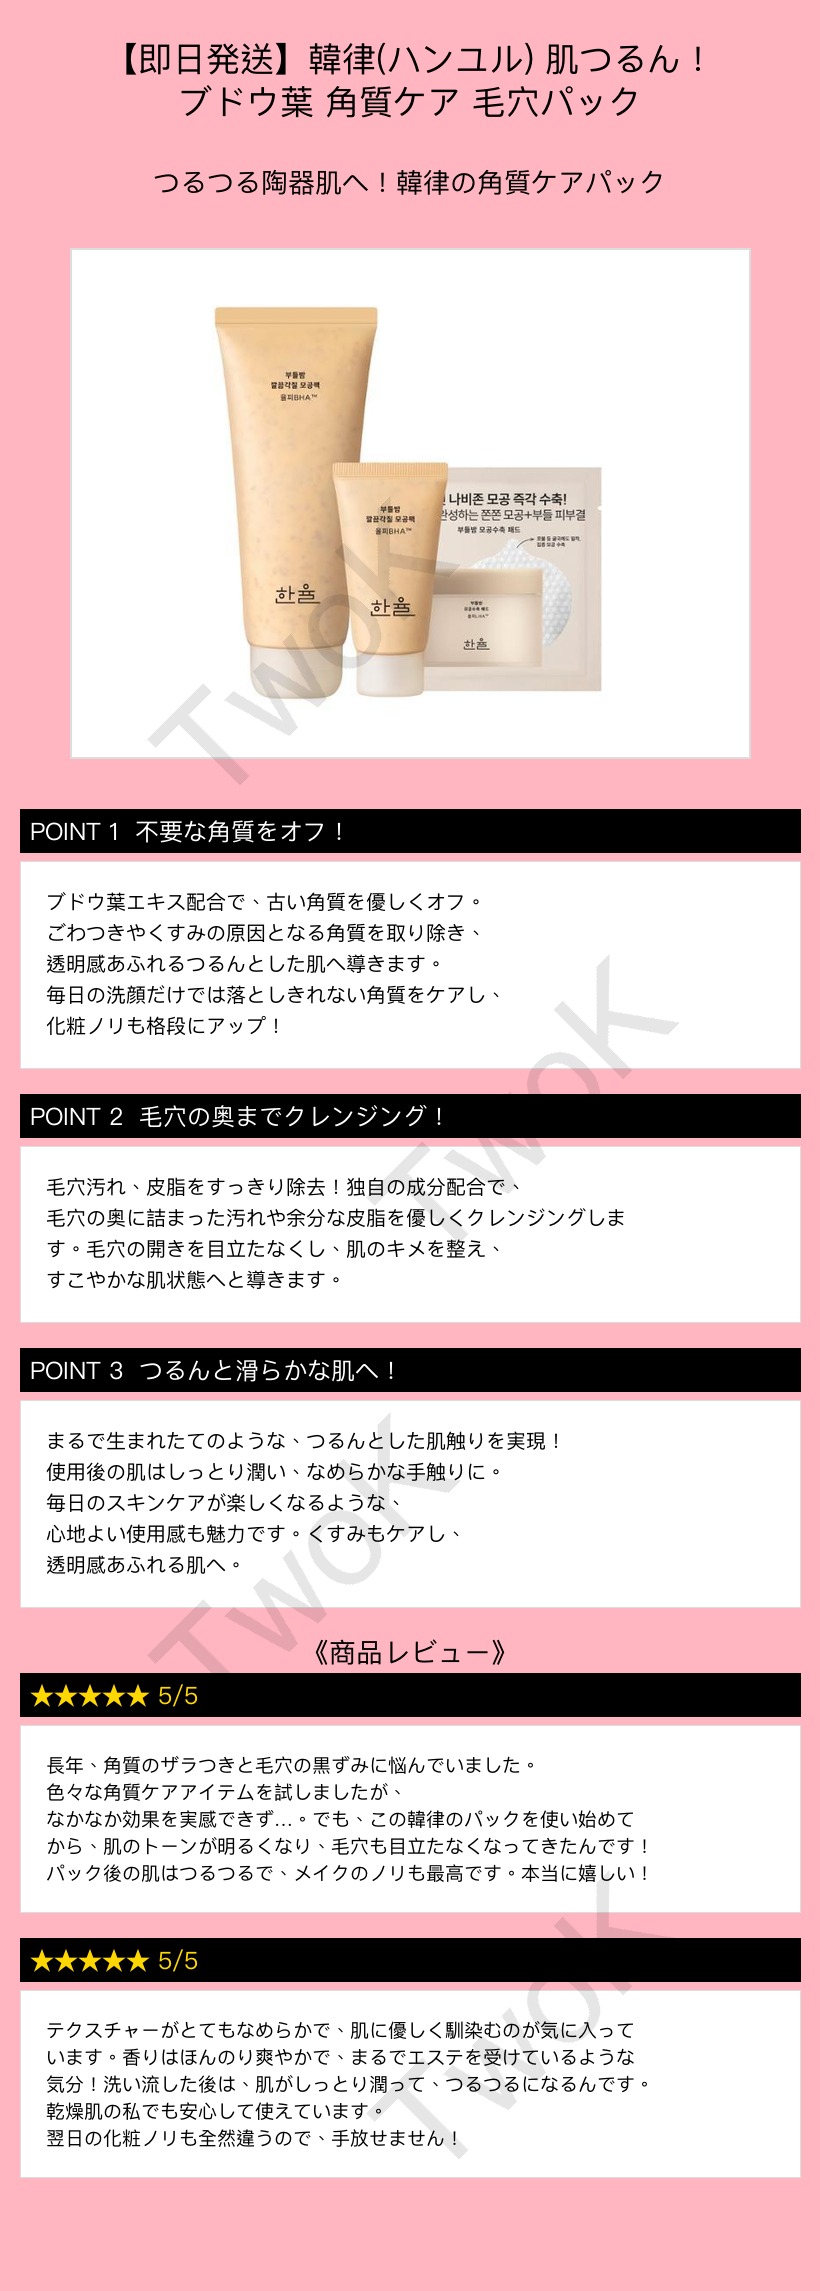 【即日発送】韓律(ハンユル) 肌つるん！
ブドウ葉 角質ケア 毛穴パック
つるつる陶器肌へ！韓律の角質ケアパック
부들밤
깔끔각질 모공팩
율피BHA™
한율
부들밤
깔끔각질 모공팩
율피BHA™
한율
나비존 모공 즉각 수축!
완성하는 쫀쫀 모공+부들 피부결
부들밤 모공수축 패드
부들밤
모공수축 패드
한율
TwoK
POINT 1 不要な角質をオフ！
ブドウ葉エキス配合で、古い角質を優しくオフ。
ごわつきやくすみの原因となる角質を取り除き、
透明感あふれるつるんとした肌へ導きます。
毎日の洗顔だけでは落としきれない角質をケアし、
化粧ノリも格段にアップ！
TwoK
POINT 2 毛穴の奥までクレンジング！
毛穴汚れ、皮脂をすっきり除去！独自の成分配合で、
毛穴の奥に詰まった汚れや余分な皮脂を優しくクレンジングしま
す。毛穴の開きを目立たなくし、肌のキメを整え、
すこやかな肌状態へと導きます。
POINT 3 つるんと滑らかな肌へ！
まるで生まれたてのような、つるんとした肌触りを実現！
使用後の肌はしっとり潤い、なめらかな手触りに。
毎日のスキンケアが楽しくなるような、
心地よい使用感も魅力です。くすみもケアし、
透明感あふれる肌へ。
TwoK
《商品レビュー》
★★★★★ 5/5
長年、角質のザラつきと毛穴の黒ずみに悩んでいました。
色々な角質ケアアイテムを試しましたが、
なかなか効果を実感できず…。でも、この韓律のパックを使い始めて
から、肌のトーンが明るくなり、毛穴も目立たなくなってきたんです！
パック後の肌はつるつるで、メイクのノリも最高です。本当に嬉しい！
★★★★★ 5/5
テクスチャーがとてもなめらかで、肌に優しく馴染むのが気に入って
います。香りはほんのり爽やかで、まるでエステを受けているような
気分！洗い流した後は、肌がしっとり潤って、つるつるになるんです。
乾燥肌の私でも安心して使えています。
翌日の化粧ノリも全然違うので、手放せません！
TwoK